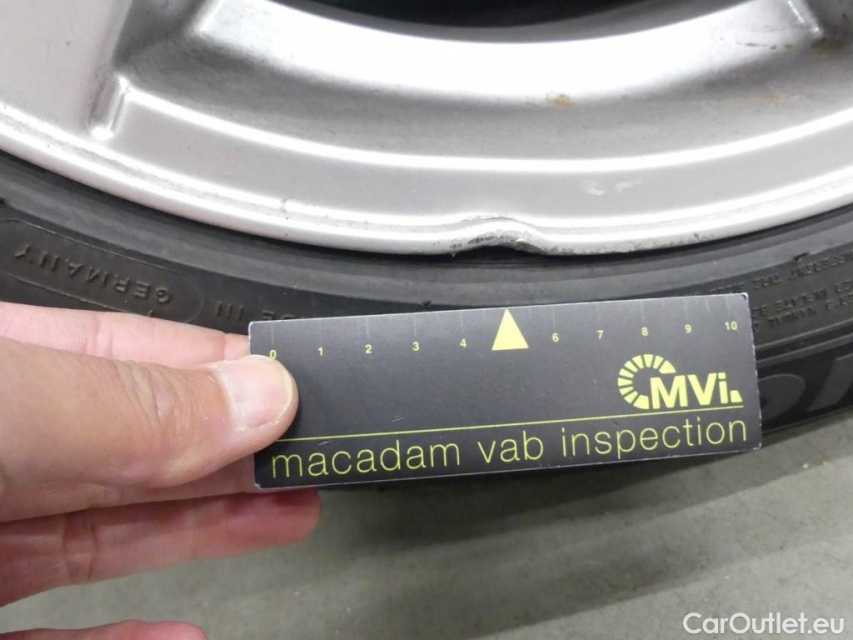 GERMANY
0 1 2 3 4 6 7 8 9 10
MVi
macadam vab inspection
CarOutlet.eu